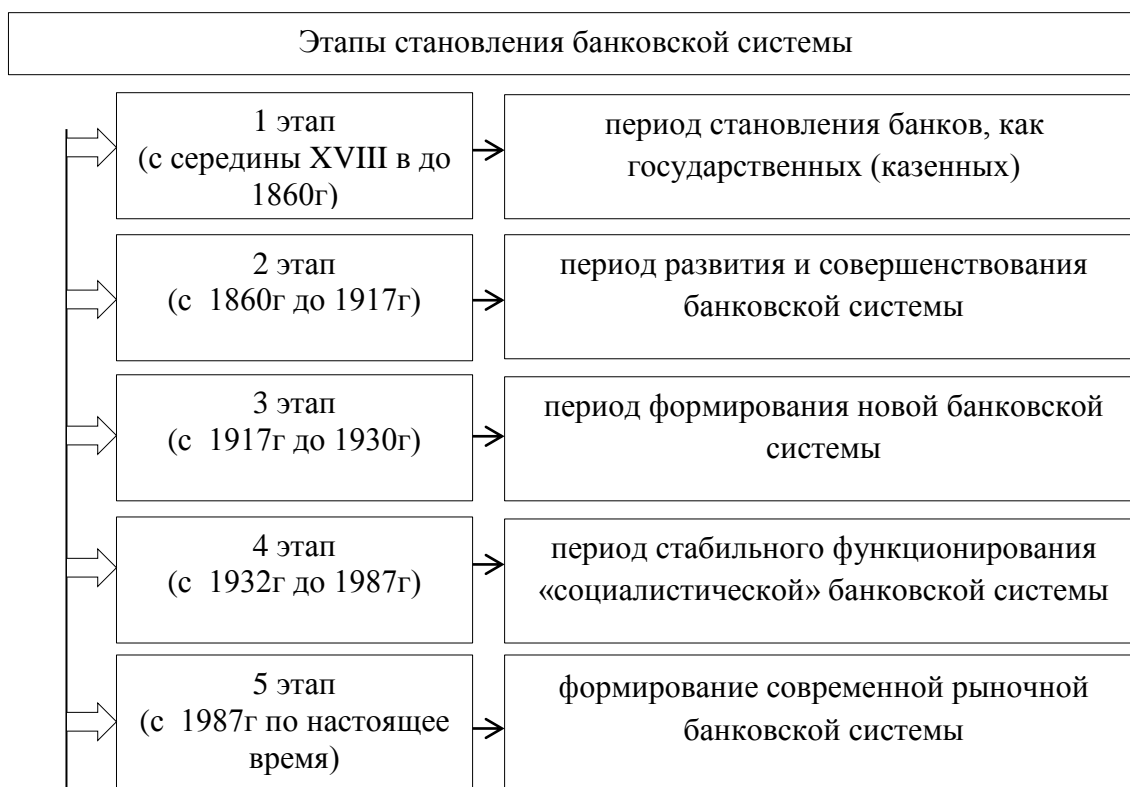 Этапы становления банковской системы
1 этап
(с середины XVIII в до
1860г)
период становления банков, как
государственных (казенных)
2 этап
(с 1860г до 1917г)
период развития и совершенствования
банковской системы
3 этап
(с 1917г до 1930г)
период формирования новой банковской
системы
4 этап
(с 1932г до 1987г)
период стабильного функционирования
«социалистической» банковской системы
5 этап
(с 1987г по настоящее
время)
формирование современной рыночной
банковской системы